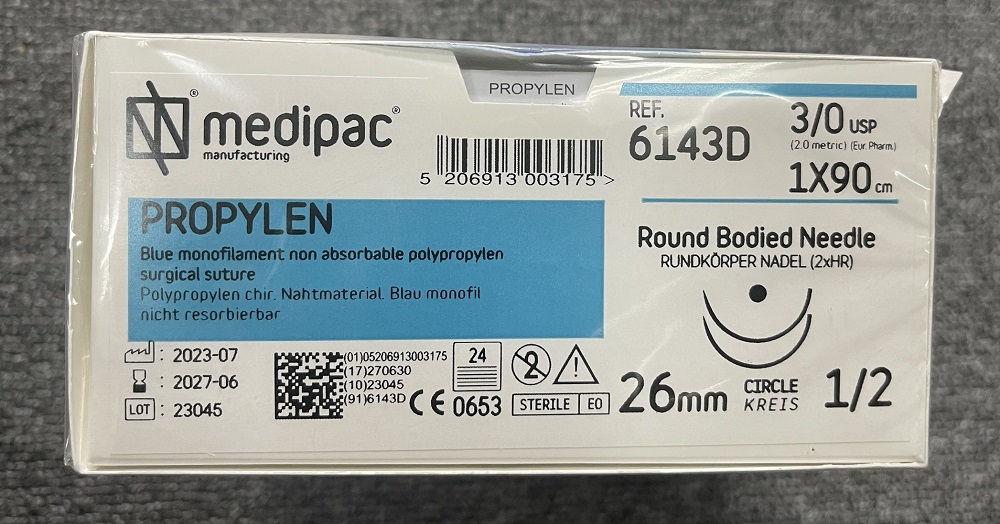 PROPYLEN
medipac®
manufacturing
5 206913 003175 >
REF.
6143D
3/0 USP
(2.0 metric) (Eur. Pharm.)
1X90 cm
PROPYLEN
Blue monofilament non absorbable polypropylen
surgical suture
Polypropylen chir. Nahtmaterial. Blau monofil
nicht resorbierbar
Round Bodied Needle
RUNDKÖRPER NADEL (2xHR)
: 2023-07
: 2027-06
LOT : 23045
(01)05206913003175
(17)270630
(10)23045
(91)6143D
CE 0653
24
2
STERILE EO
26mm
CIRCLE
KREIS
1/2